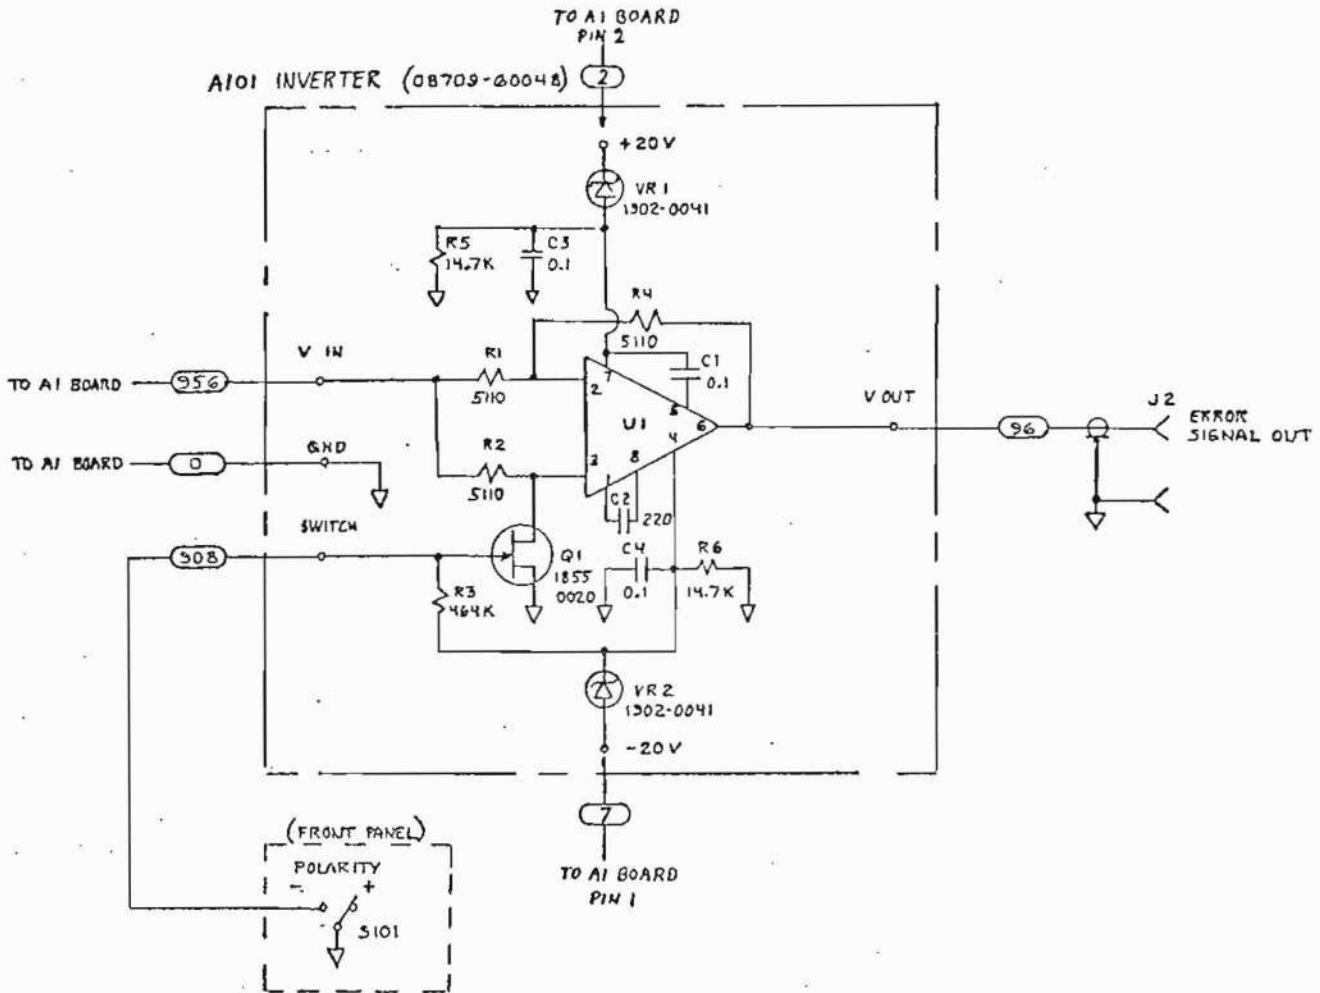 TO A1 BOARD
PIN 2
A101 INVERTER (08709-60048)
2
+20V
VR1
1902-0041
R5
14.7K
C3
0.1
R4
5110
V IN
R1
5110
2
7
C1
0.1
5
TO A1 BOARD
956
V OUT
J2
ERROR
SIGNAL OUT
U1
6
96
4
TO A1 BOARD
0
GND
R2
5110
3
8
1
C2
220
SWITCH
908
Q1
1855
0020
C4
0.1
R6
14.7K
R3
464K
VR2
1902-0041
-20V
7
(FRONT PANEL)
POLARITY
- +
S101
TO A1 BOARD
PIN 1